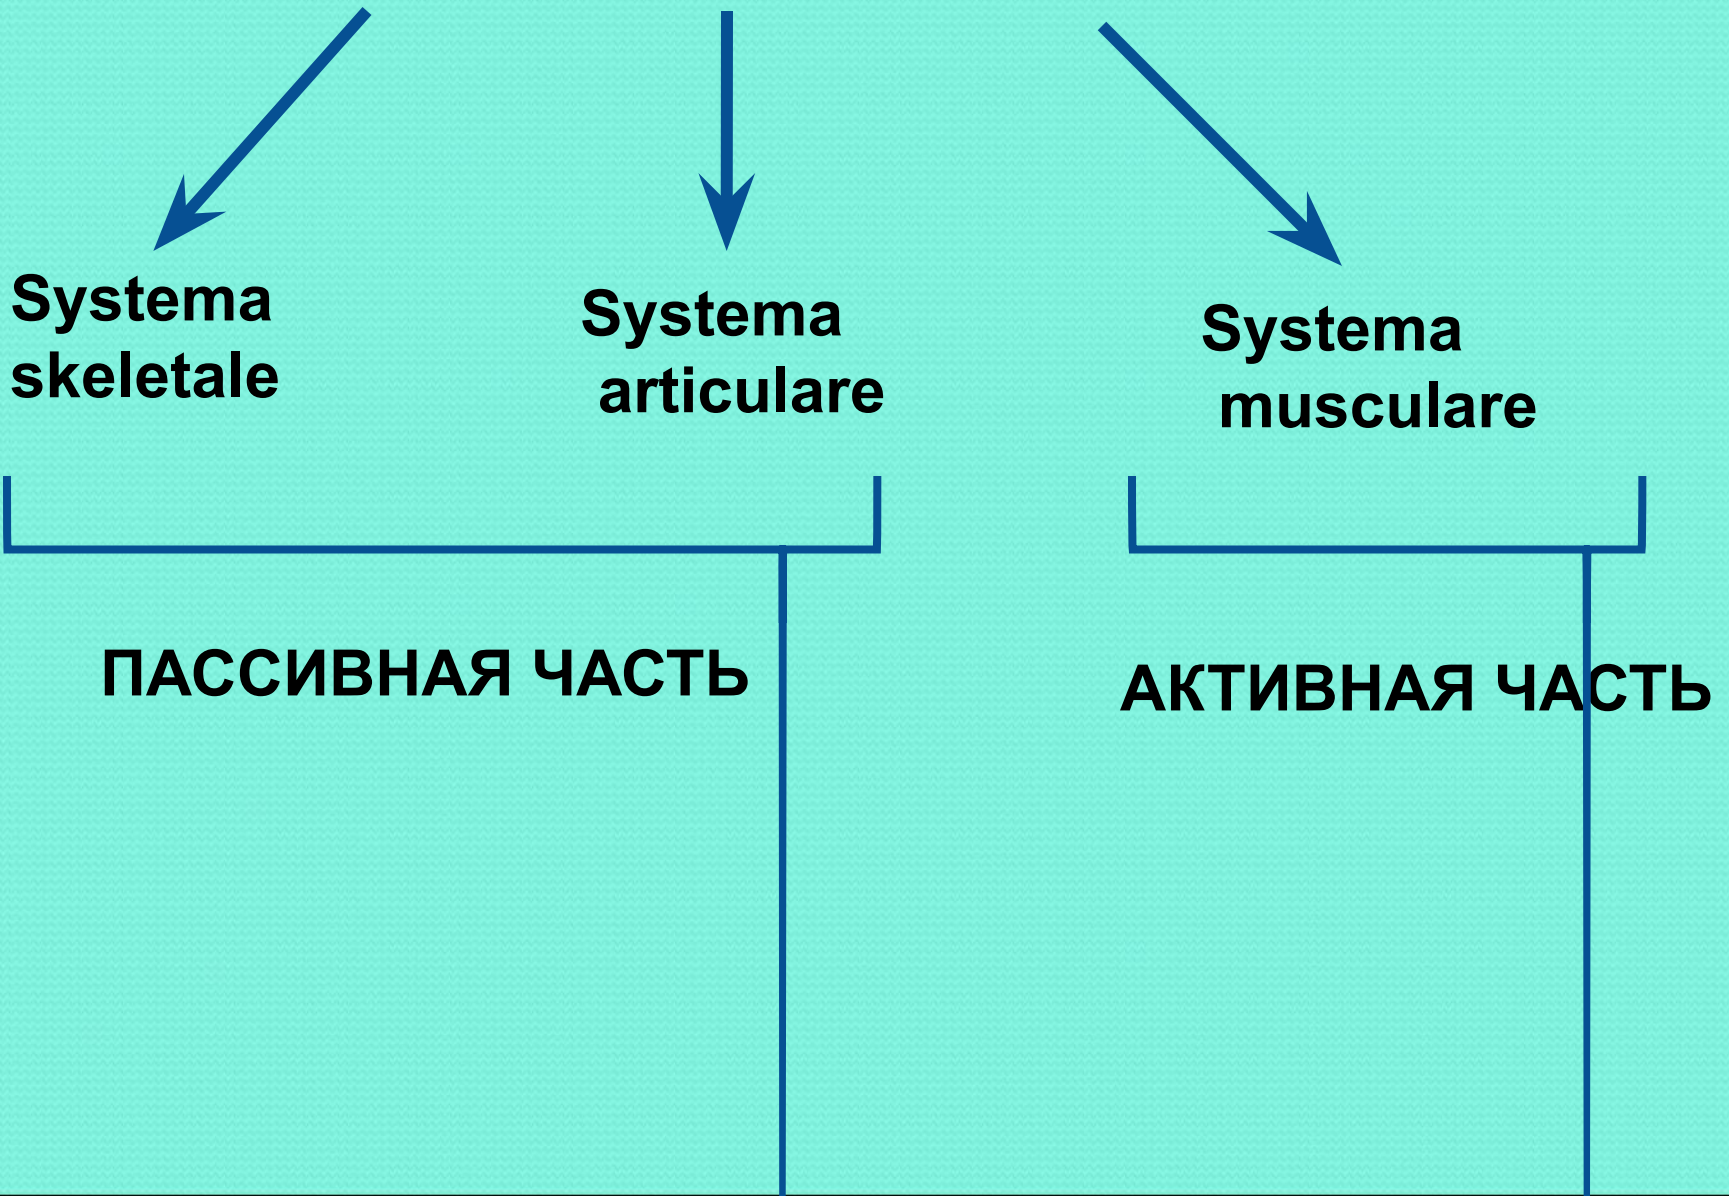 Systema
skeletale
Systema
articulare
Systema
musculare
ПАССИВНАЯ ЧАСТЬ
АКТИВНАЯ ЧАСТЬ